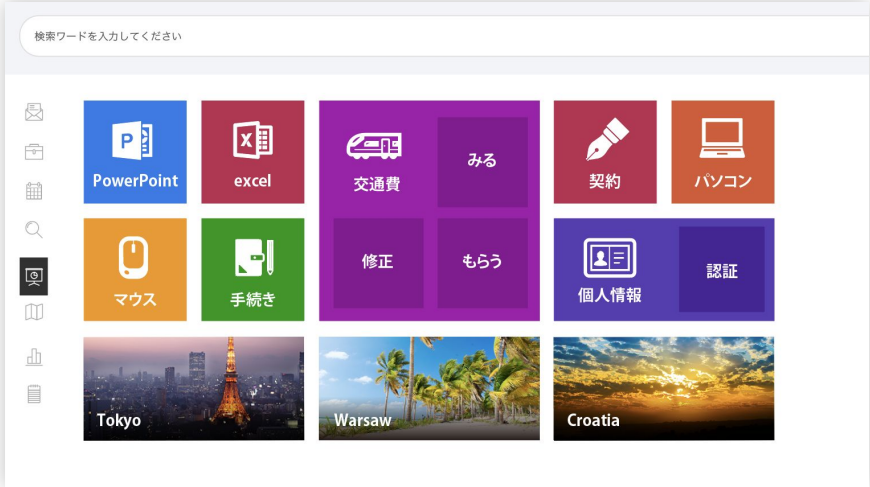 検索ワードを入力してください
PowerPoint
excel
交通費
みる
修正
もらう
契約
パソコン
マウス
手続き
個人情報
認証
Tokyo
Warsaw
Croatia